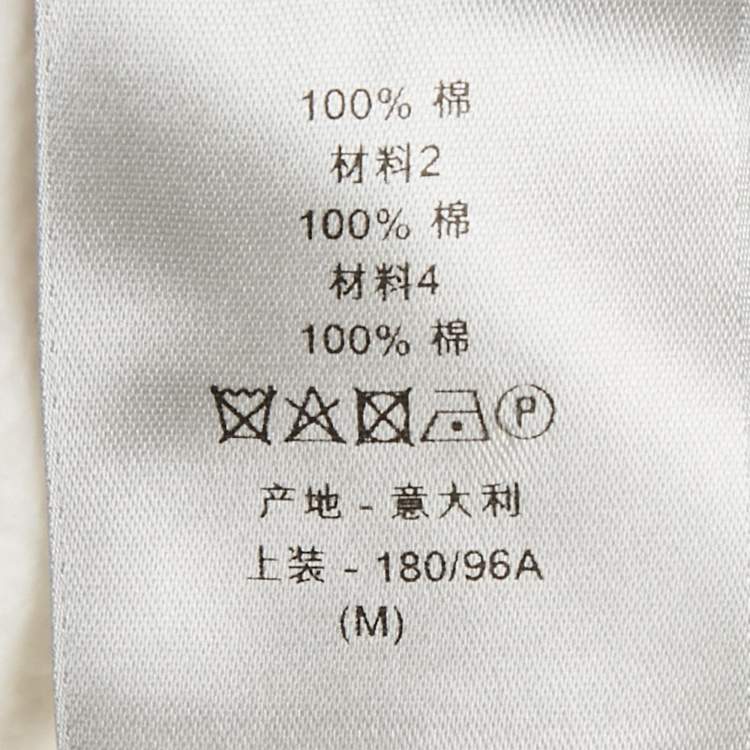 100% 棉
材料2
100% 棉
材料4
100% 棉
P
产地 - 意大利
上装 - 180/96A
(M)